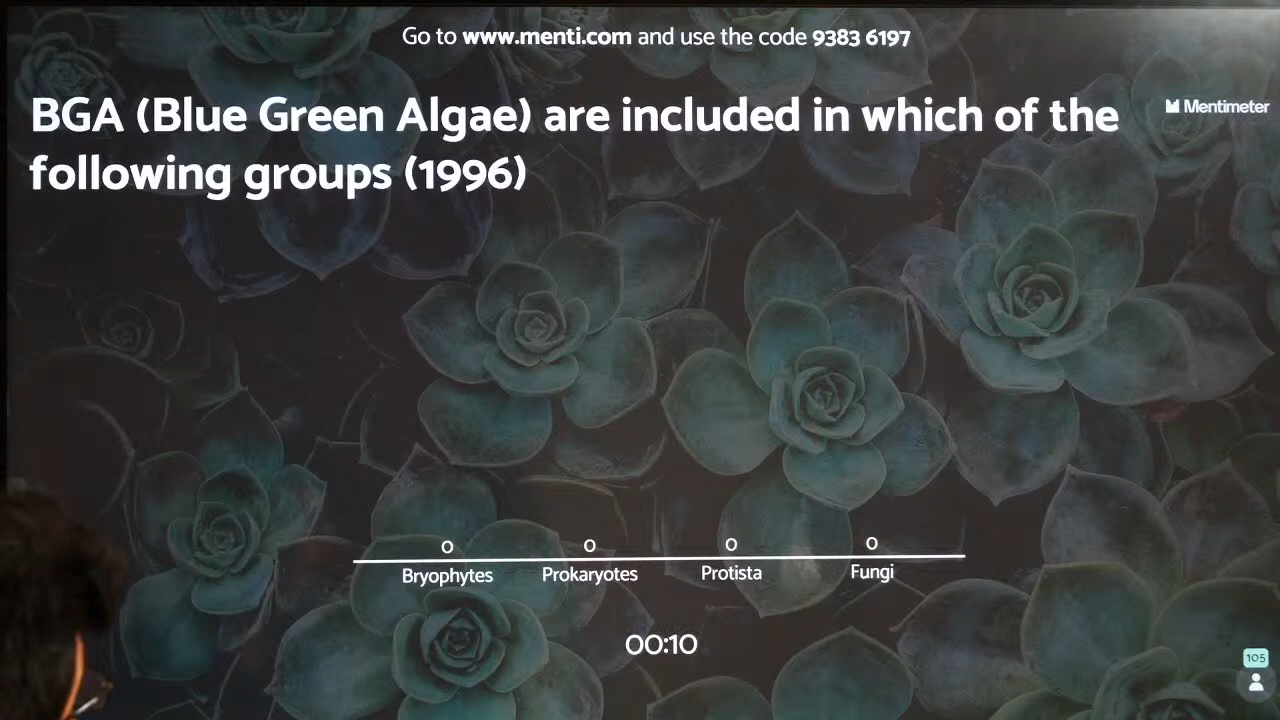 Go to www.menti.com and use the code 9383 6197
BGA (Blue Green Algae) are included in which of the
following groups (1996)
Mentimeter
0 0 0 0
Bryophytes Prokaryotes Protista Fungi
00:10
105